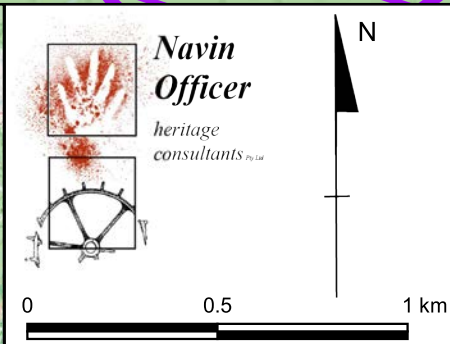 Navin
Officer
heritage
consultants Pty Ltd
N
0 0.5 1 km